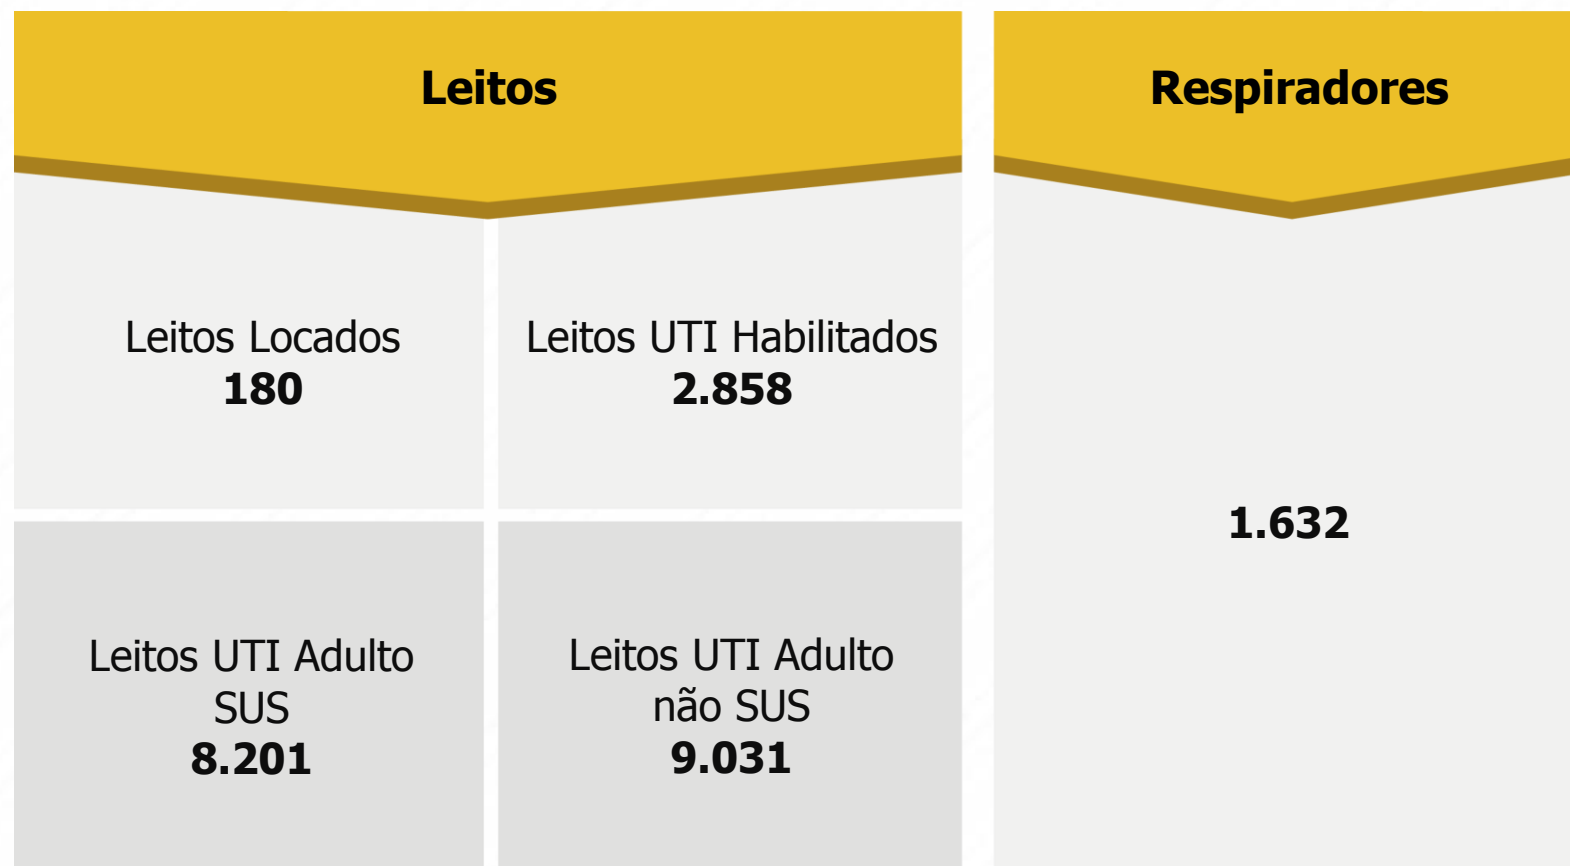 Leitos
Leitos Locados
180
Leitos UTI Habilitados
2.858
Leitos UTI Adulto
SUS
8.201
Leitos UTI Adulto
não SUS
9.031
Respiradores
1.632